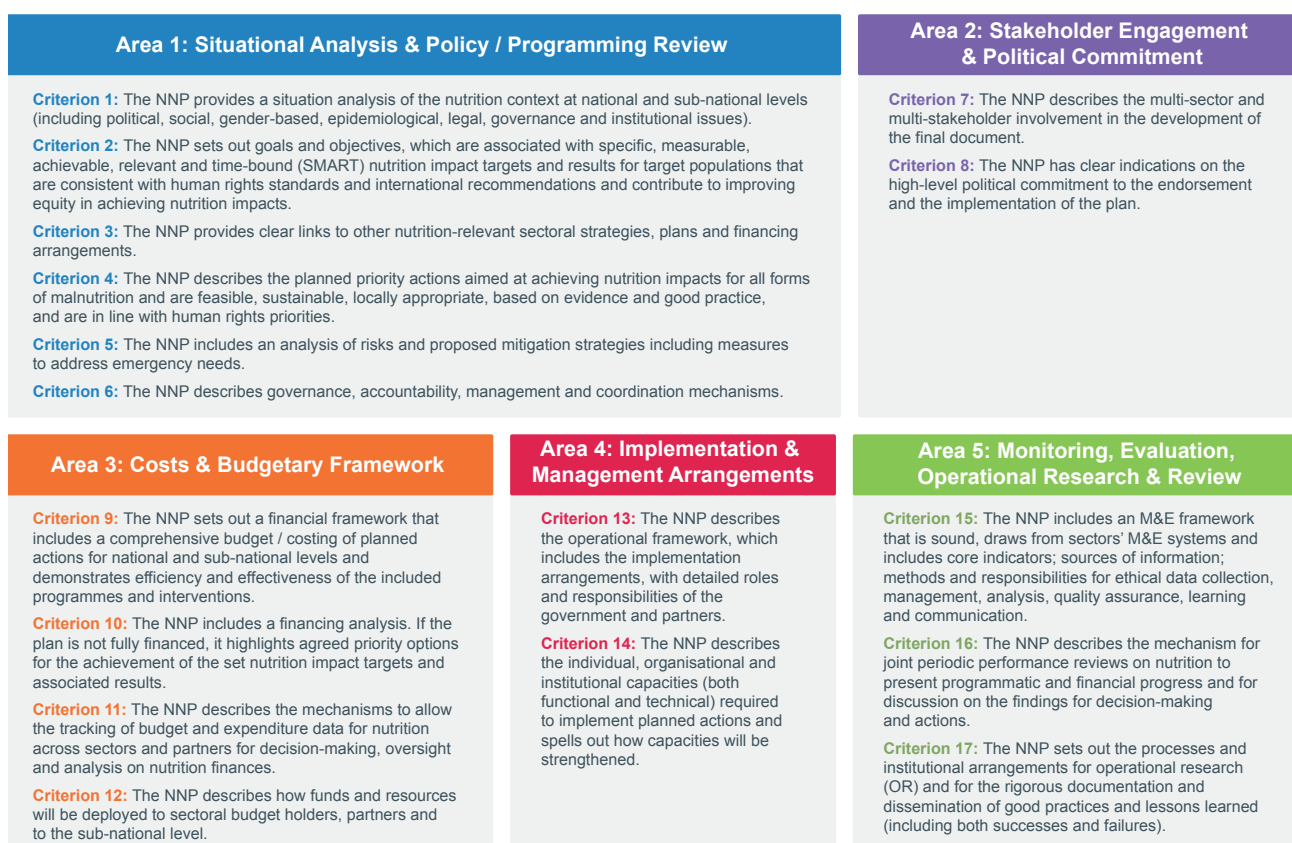 Area 1: Situational Analysis & Policy / Programming Review
Criterion 1: The NNP provides a situation analysis of the nutrition context at national and sub-national levels
(including political, social, gender-based, epidemiological, legal, governance and institutional issues).
Criterion 2: The NNP sets out goals and objectives, which are associated with specific, measurable,
achievable, relevant and time-bound (SMART) nutrition impact targets and results for target populations that
are consistent with human rights standards and international recommendations and contribute to improving
equity in achieving nutrition impacts.
Criterion 3: The NNP provides clear links to other nutrition-relevant sectoral strategies, plans and financing
arrangements.
Criterion 4: The NNP describes the planned priority actions aimed at achieving nutrition impacts for all forms
of malnutrition and are feasible, sustainable, locally appropriate, based on evidence and good practice,
and are in line with human rights priorities.
Criterion 5: The NNP includes an analysis of risks and proposed mitigation strategies including measures
to address emergency needs.
Criterion 6: The NNP describes governance, accountability, management and coordination mechanisms.
Area 2: Stakeholder Engagement
& Political Commitment
Criterion 7: The NNP describes the multi-sector and
multi-stakeholder involvement in the development of
the final document.
Criterion 8: The NNP has clear indications on the
high-level political commitment to the endorsement
and the implementation of the plan.
Area 3: Costs & Budgetary Framework
Criterion 9: The NNP sets out a financial framework that
includes a comprehensive budget / costing of planned
actions for national and sub-national levels and
demonstrates efficiency and effectiveness of the included
programmes and interventions.
Criterion 10: The NNP includes a financing analysis. If the
plan is not fully financed, it highlights agreed priority options
for the achievement of the set nutrition impact targets and
associated results.
Criterion 11: The NNP describes the mechanisms to allow
the tracking of budget and expenditure data for nutrition
across sectors and partners for decision-making, oversight
and analysis on nutrition finances.
Criterion 12: The NNP describes how funds and resources
will be deployed to sectoral budget holders, partners and
to the sub-national level.
Area 4: Implementation &
Management Arrangements
Criterion 13: The NNP describes
the operational framework, which
includes the implementation
arrangements, with detailed roles
and responsibilities of the
government and partners.
Criterion 14: The NNP describes
the individual, organisational and
institutional capacities (both
functional and technical) required
to implement planned actions and
spells out how capacities will be
strengthened.
Area 5: Monitoring, Evaluation,
Operational Research & Review
Criterion 15: The NNP includes an M&E framework
that is sound, draws from sectors' M&E systems and
includes core indicators; sources of information;
methods and responsibilities for ethical data collection,
management, analysis, quality assurance, learning
and communication.
Criterion 16: The NNP describes the mechanism for
joint periodic performance reviews on nutrition to
present programmatic and financial progress and for
discussion on the findings for decision-making
and actions.
Criterion 17: The NNP sets out the processes and
institutional arrangements for operational research
(OR) and for the rigorous documentation and
dissemination of good practices and lessons learned
(including both successes and failures).